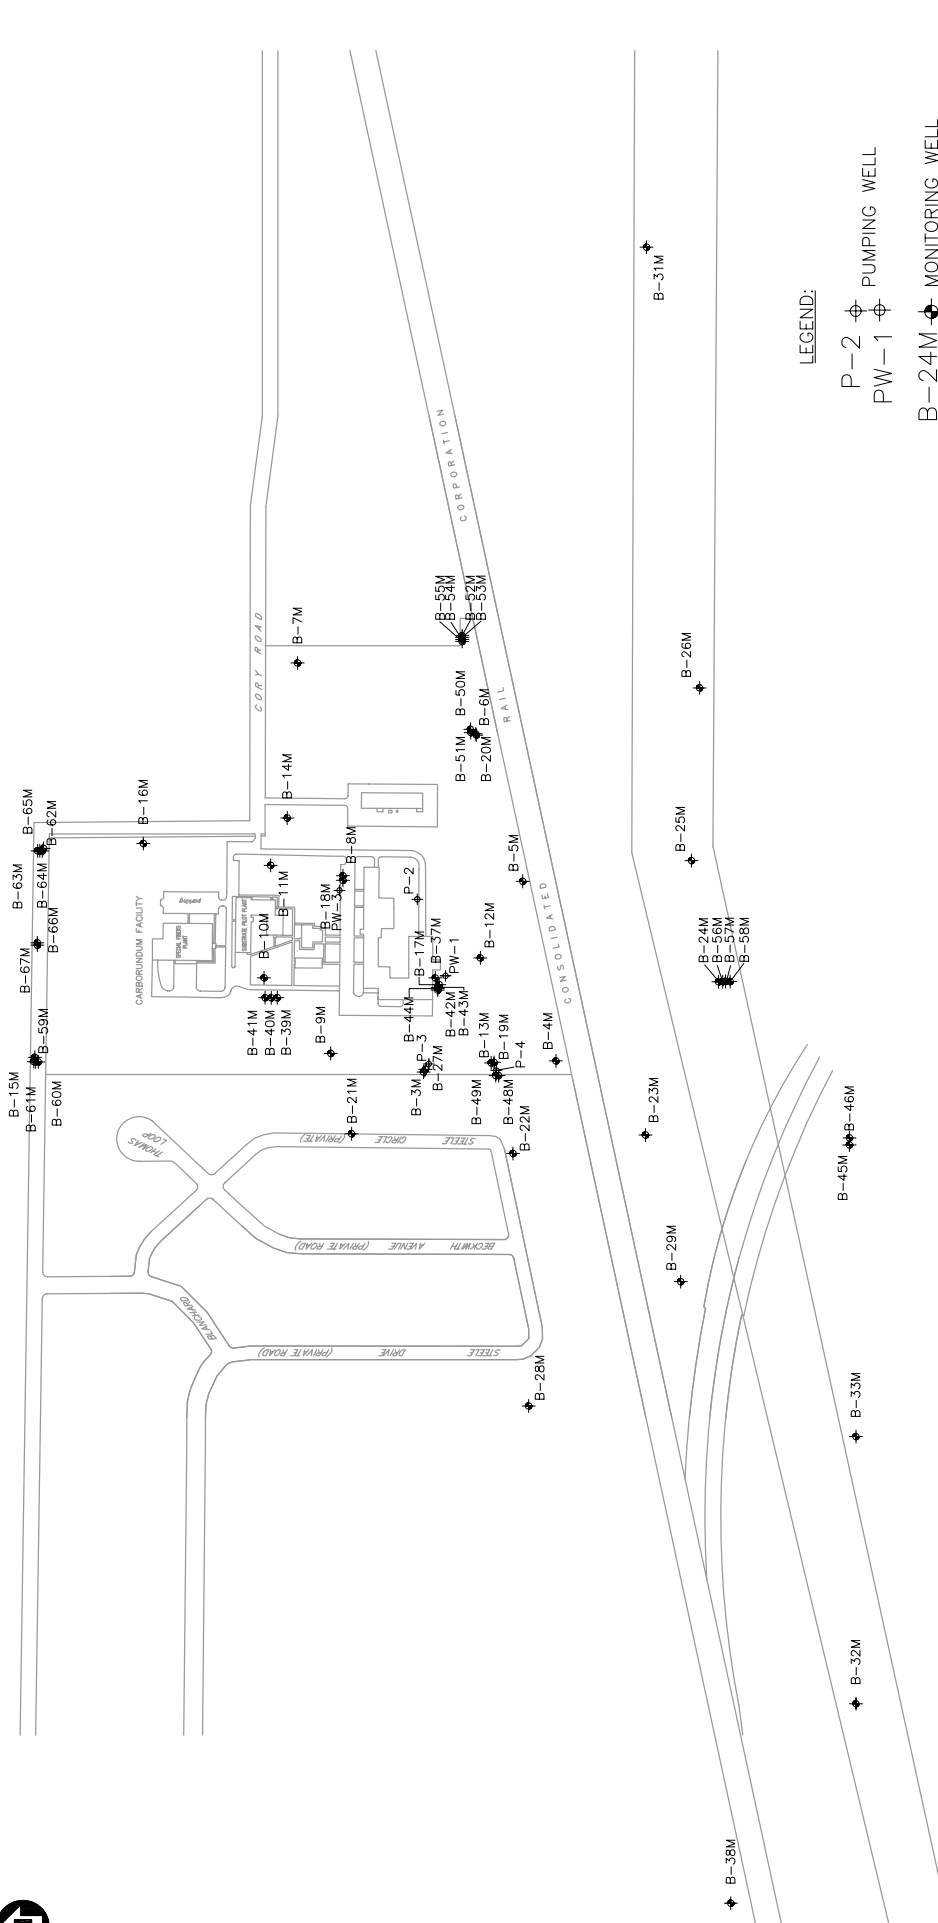 LEGEND:
P-2
PW-1
PUMPING WELL
B-24M
MONITORING WELL
B-31M
CORPORATION
RAIL
CONSOLIDATED
CORY ROAD
B-7M
B-55M
B-54M
B-52M
B-53M
B-26M
B-50M
B-6M
B-51M
B-20M
B-14M
B-16M
B-65M
B-62M
B-63M
B-64M
B-66M
B-67M
B-59M
B-15M
B-61M
B-60M
CARBORUNDUM FACILITY
parking
SPECIAL FIBERS
PLANT
SUBSTRATE PILOT PLANT
B-8M
B-11M
B-18M
PW-3
B-10M
P-2
B-5M
B-25M
B-12M
B-37M
B-17M
PW-1
B-24M
B-56M
B-57M
B-58M
B-41M
B-40M
B-39M
B-9M
B-44M
B-42M
B-43M
P-3
B-3M
B-27M
B-13M
B-19M
P-4
B-49M
B-48M
B-4M
B-21M
B-22M
B-23M
B-46M
B-45M
THOMAS
LOOP
STEELE CIRCLE (PRIVATE)
BECKWITH AVENUE (PRIVATE ROAD)
BLANCHARD
STEELE DRIVE (PRIVATE ROAD)
B-29M
B-28M
B-33M
B-32M
B-38M